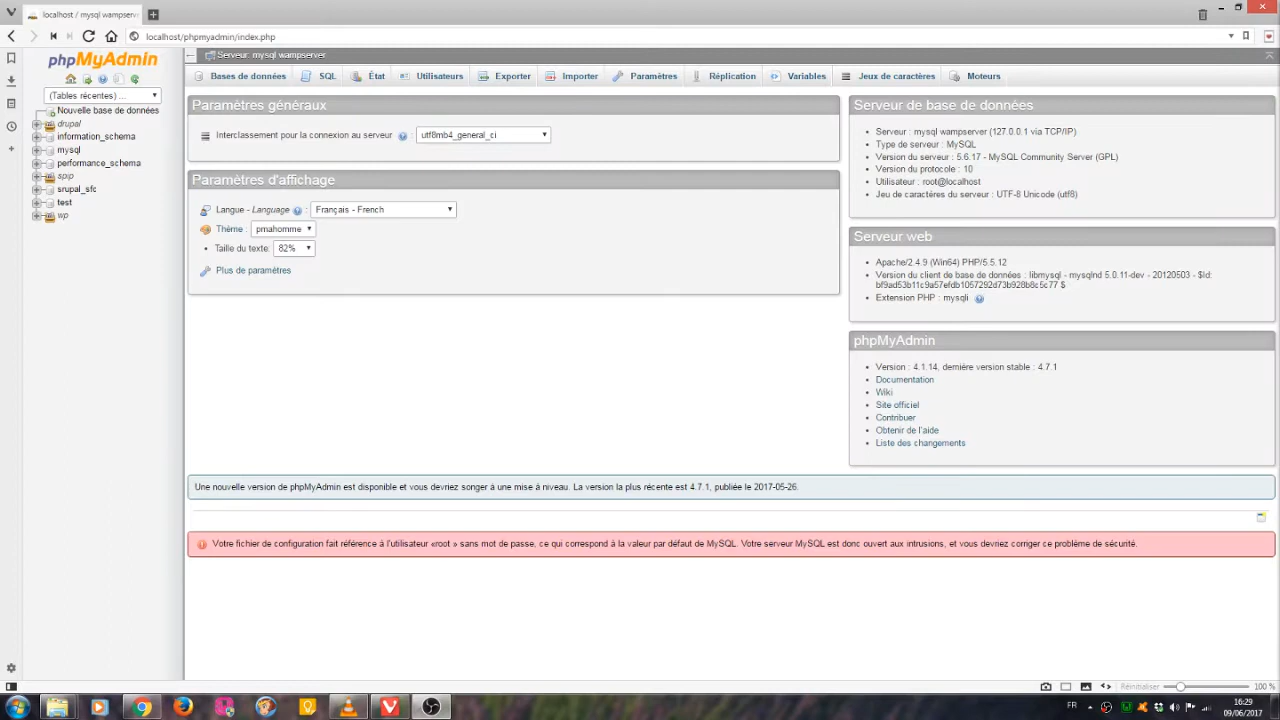 localhost / mysql wampserve
localhost/phpmyadmin/index.php
phpMyAdmin
(Tables récentes) ...
Nouvelle base de données
drupal
information_schema
mysql
performance_schema
spip
srupal_sfc
test
wp
Serveur: mysql wampserver
Bases de données SQL État Utilisateurs Exporter Importer Paramètres Réplication Variables Jeux de caractères Moteurs
Paramètres généraux
Interclassement pour la connexion au serveur : utf8mb4_general_ci
Paramètres d'affichage
Langue - Language : Français - French
Thème : pmahomme
• Taille du texte: 82%
Plus de paramètres
Serveur de base de données
• Serveur : mysql wampserver (127.0.0.1 via TCP/IP)
• Type de serveur : MySQL
• Version du serveur : 5.6.17 - MySQL Community Server (GPL)
• Version du protocole : 10
• Utilisateur : root@localhost
• Jeu de caractères du serveur : UTF-8 Unicode (utf8)
Serveur web
• Apache/2.4.9 (Win64) PHP/5.5.12
• Version du client de base de données : libmysql - mysqlnd 5.0.11-dev - 20120503 - $Id:
bf9ad53b11c9a57efdb1057292d73b928b8c5c77 $
• Extension PHP : mysqli
phpMyAdmin
• Version : 4.1.14, dernière version stable : 4.7.1
• Documentation
• Wiki
• Site officiel
• Contribuer
• Obtenir de l'aide
• Liste des changements
Une nouvelle version de phpMyAdmin est disponible et vous devriez songer à une mise à niveau. La version la plus récente est 4.7.1, publiée le 2017-05-26.
Votre fichier de configuration fait référence à l'utilisateur «root » sans mot de passe, ce qui correspond à la valeur par défaut de MySQL. Votre serveur MySQL est donc ouvert aux intrusions, et vous devriez corriger ce problème de sécurité.
Réinitialiser 100 %
FR 16:29
09/06/2017